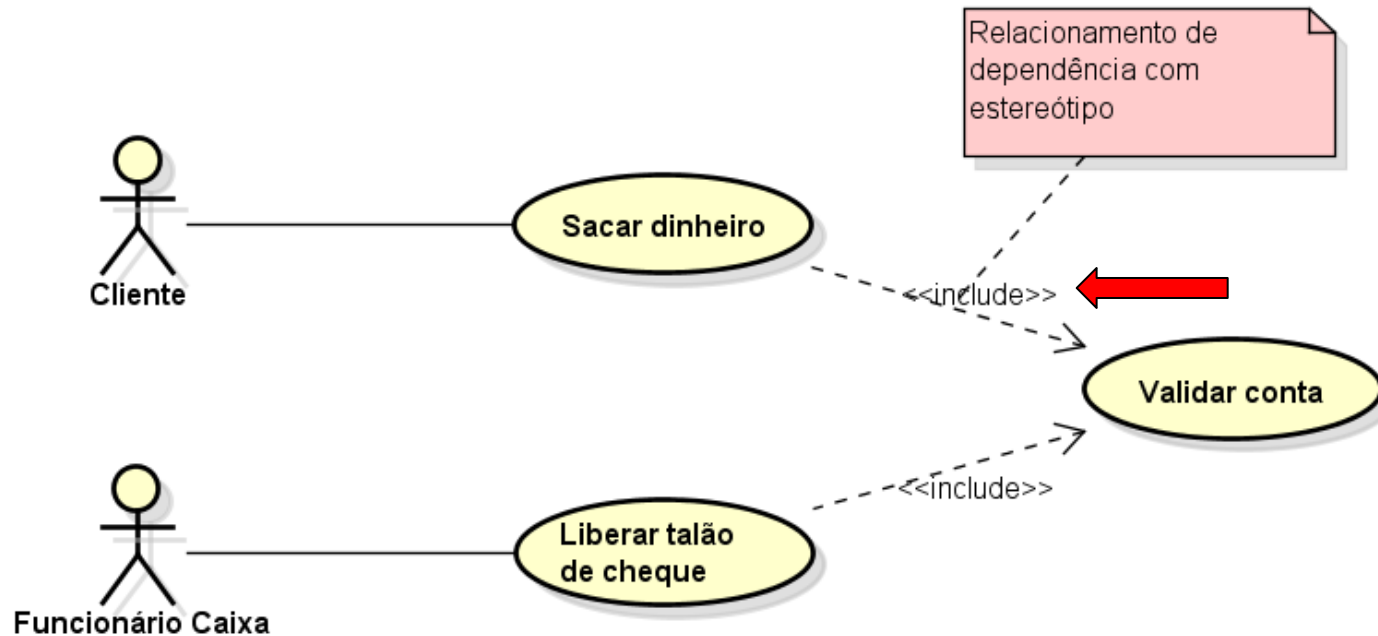 Relacionamento de
dependência com
estereótipo
Sacar dinheiro
Cliente
<<include>>
Validar conta
<<include>>
Liberar talão
de cheque
Funcionário Caixa